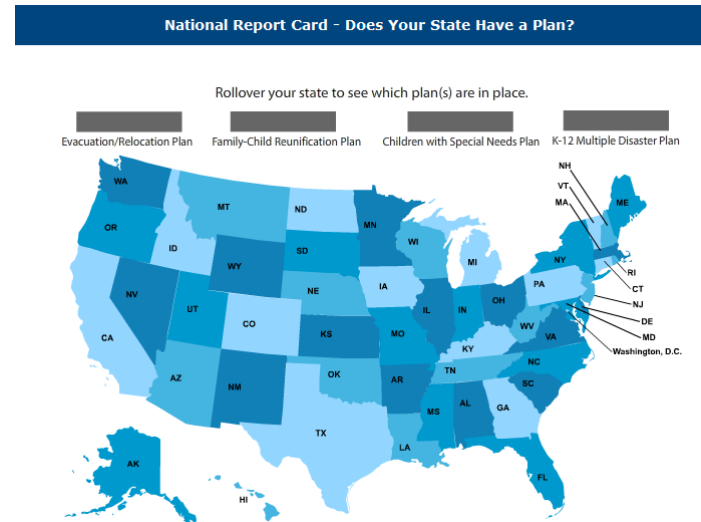 National Report Card - Does Your State Have a Plan?
Rollover your state to see which plan(s) are in place.
Evacuation/Relocation Plan Family-Child Reunification Plan Children with Special Needs Plan K-12 Multiple Disaster Plan
NH
WA
VT
ME
MT
ND
MA
MN
OR
ID
SD
WI
NY
MI
WY
RI
PA
CT
NV
NE
IA
OH
NJ
UT
IL
IN
DE
CO
WV
CA
MO
VA
MD
KS
KY
Washington, D.C.
NC
TN
OK
AZ
AR
SC
NM
MS
AL
GA
TX
LA
AK
FL
HI